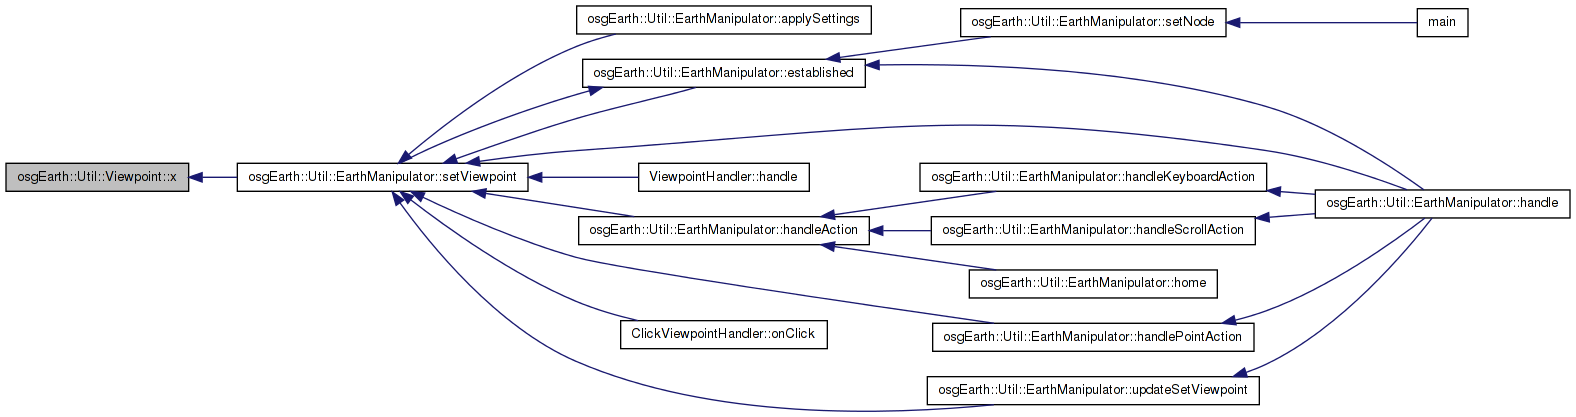 osgEarth::Util::EarthManipulator::applySettings
osgEarth::Util::EarthManipulator::setNode
main
osgEarth::Util::EarthManipulator::established
osgEarth::Util::Viewpoint::x
osgEarth::Util::EarthManipulator::setViewpoint
ViewpointHandler::handle
osgEarth::Util::EarthManipulator::handleKeyboardAction
osgEarth::Util::EarthManipulator::handle
osgEarth::Util::EarthManipulator::handleAction
osgEarth::Util::EarthManipulator::handleScrollAction
osgEarth::Util::EarthManipulator::home
ClickViewpointHandler::onClick
osgEarth::Util::EarthManipulator::handlePointAction
osgEarth::Util::EarthManipulator::updateSetViewpoint